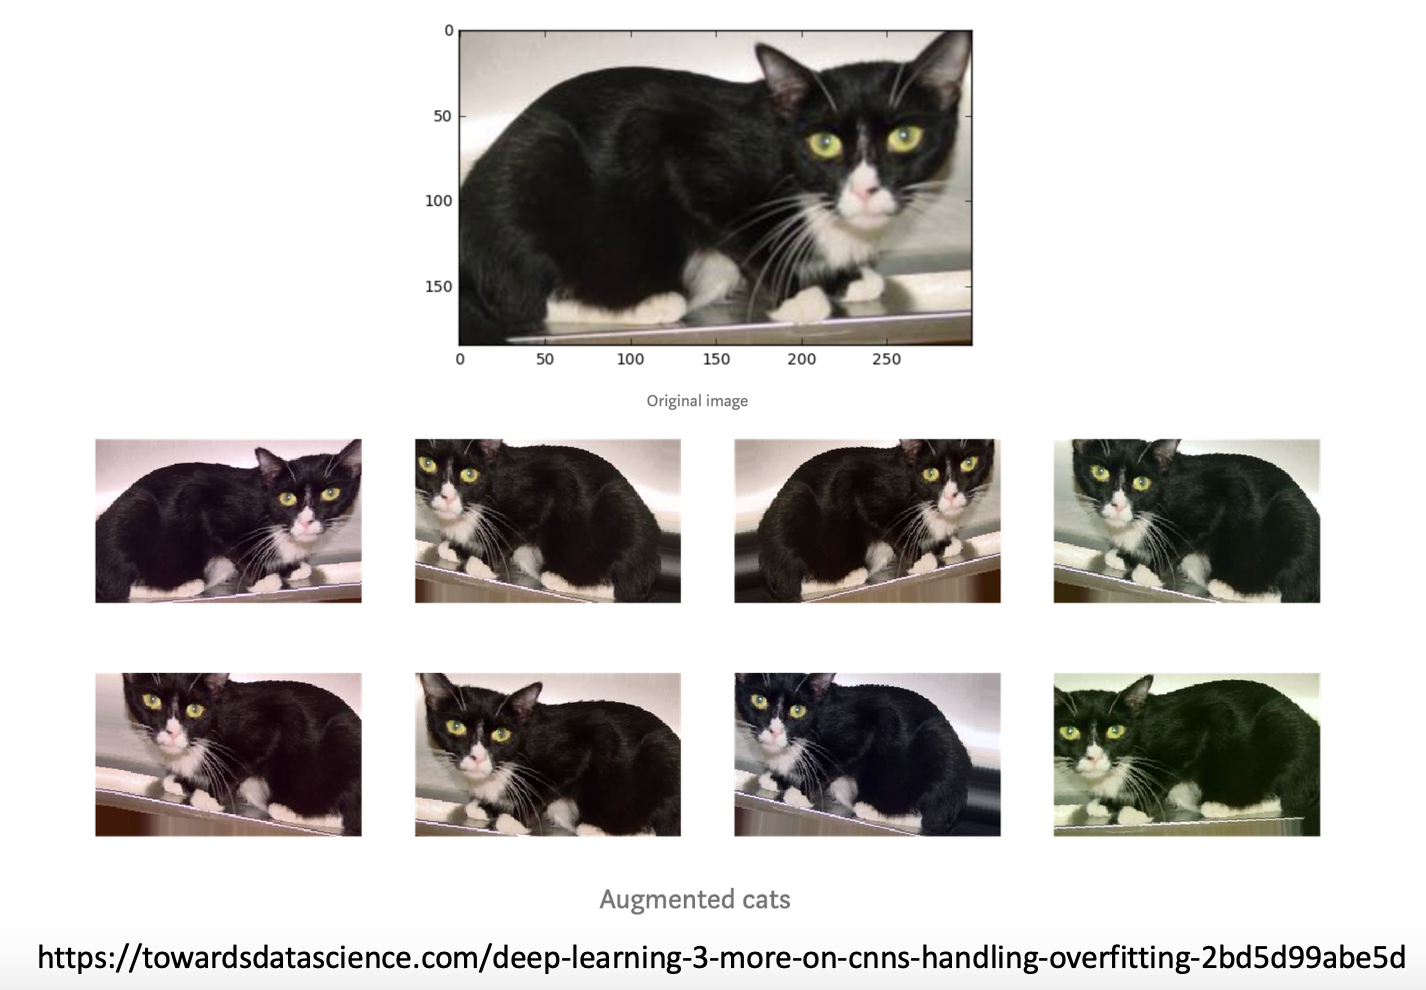 0
50
100
150
0 50 100 150 200 250
Original image
Augmented cats
https://towardsdatascience.com/deep-learning-3-more-on-cnns-handling-overfitting-2bd5d99abe5d